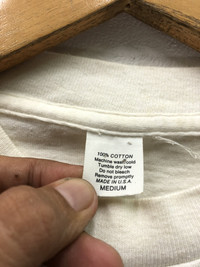 100% COTTON
Machine wash cold
Tumble dry low
Do not bleach
Remove promptly
MADE IN U.S.A.
MEDIUM